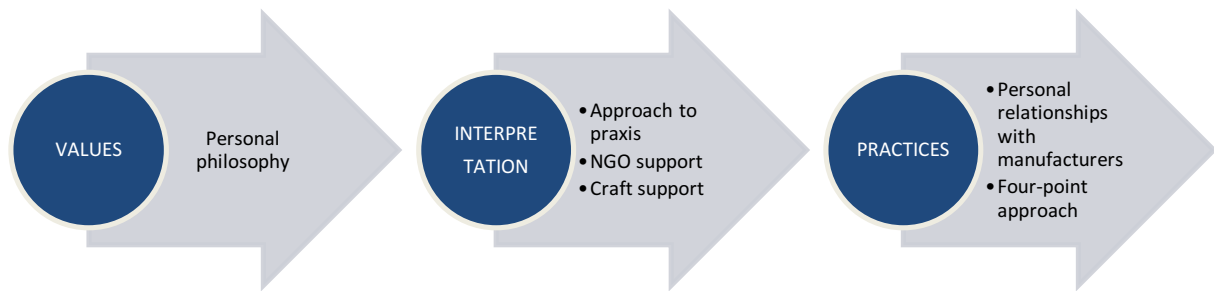 VALUES
Personal
philosophy
INTERPRE
TATION
•Approach to
praxis
•NGO support
•Craft support
PRACTICES
•Personal
relationships
with
manufacturers
•Four-point
approach